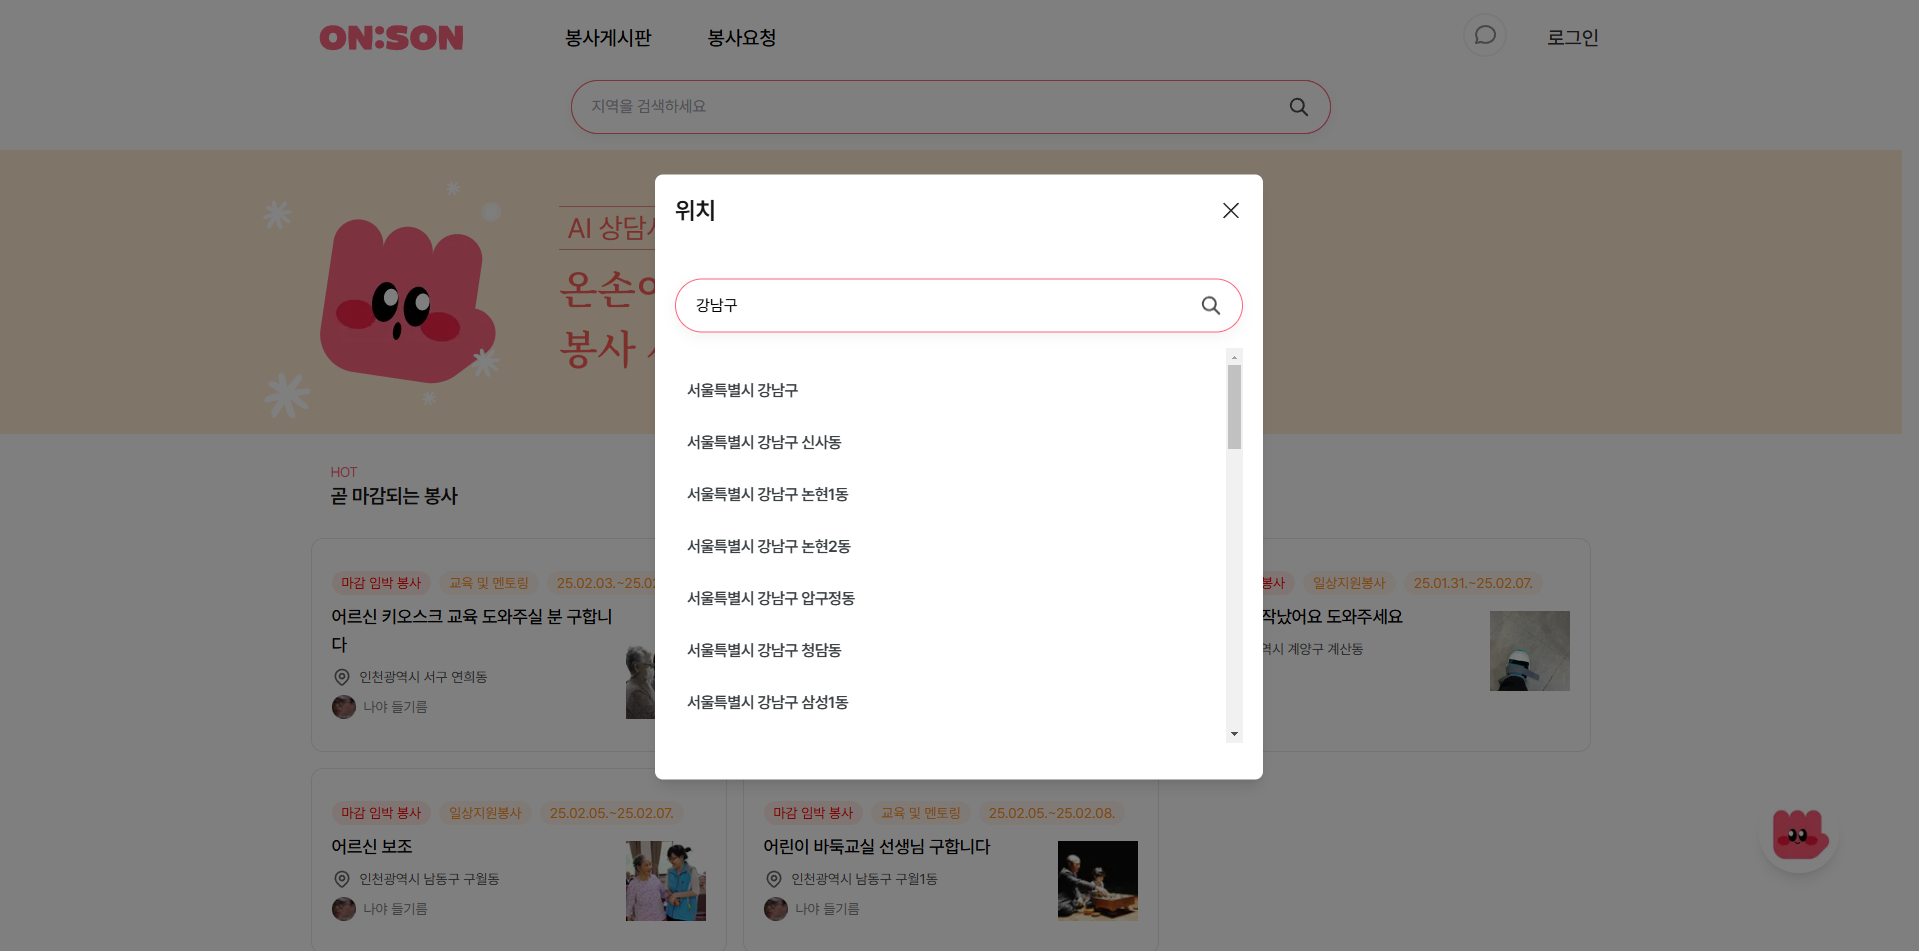 ON:SON
봉사게시판
봉사요청
로그인
지역을 검색하세요
AI 상담
온손이
봉사
위치
강남구
서울특별시 강남구
서울특별시 강남구 신사동
서울특별시 강남구 논현1동
서울특별시 강남구 논현2동
서울특별시 강남구 압구정동
서울특별시 강남구 청담동
서울특별시 강남구 삼성1동
HOT
곧 마감되는 봉사
마감 임박 봉사 교육 및 멘토링 25.02.03.~25.02
어르신 키오스크 교육 도와주실 분 구합니
다
인천광역시 서구 연희동
나야 들기름
봉사 일상지원봉사 25.01.31.~25.02.07.
작났어요 도와주세요
역시 계양구 계산동
마감 임박 봉사 일상지원봉사 25.02.05.~25.02.07.
어르신 보조
인천광역시 남동구 구월동
나야 들기름
마감 임박 봉사 교육 및 멘토링 25.02.05.~25.02.08.
어린이 바둑교실 선생님 구합니다
인천광역시 남동구 구월1동
나야 들기름